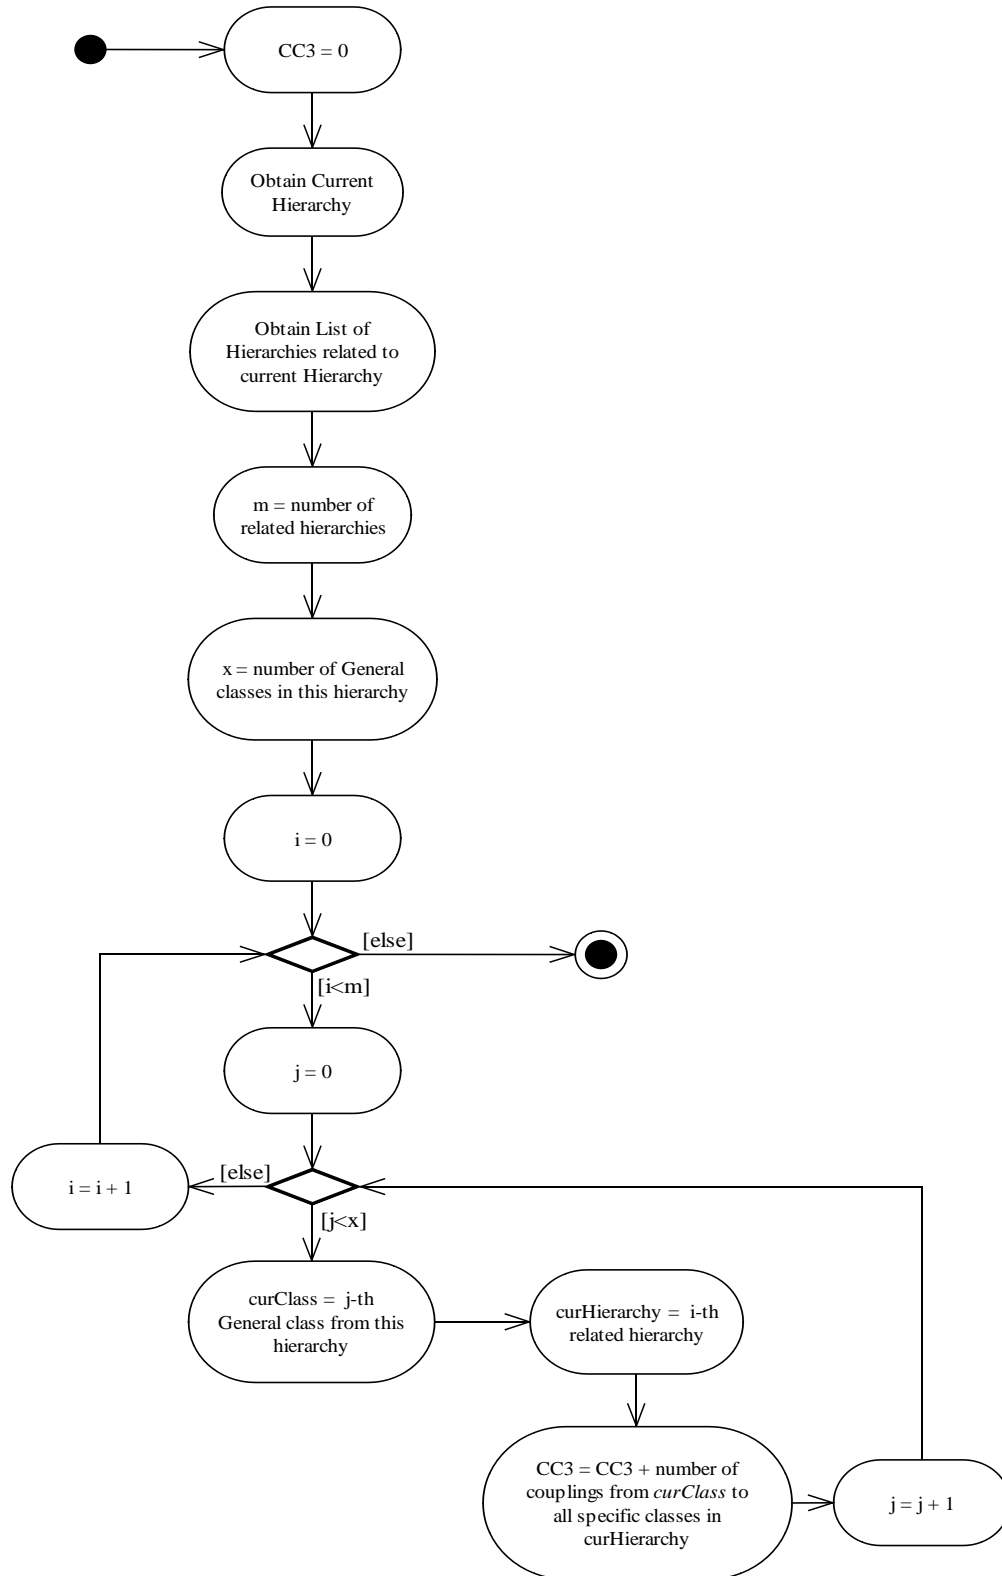 CC3 = 0
Obtain Current
Hierarchy
Obtain List of
Hierarchies related to
current Hierarchy
m = number of
related hierarchies
x = number of General
classes in this hierarchy
i = 0
[else]
[i<m]
j = 0
[else]
i = i + 1
[j<x]
curClass = j-th
General class from this
hierarchy
curHierarchy = i-th
related hierarchy
CC3 = CC3 + number of
couplings from curClass to
all specific classes in
curHierarchy
j = j + 1